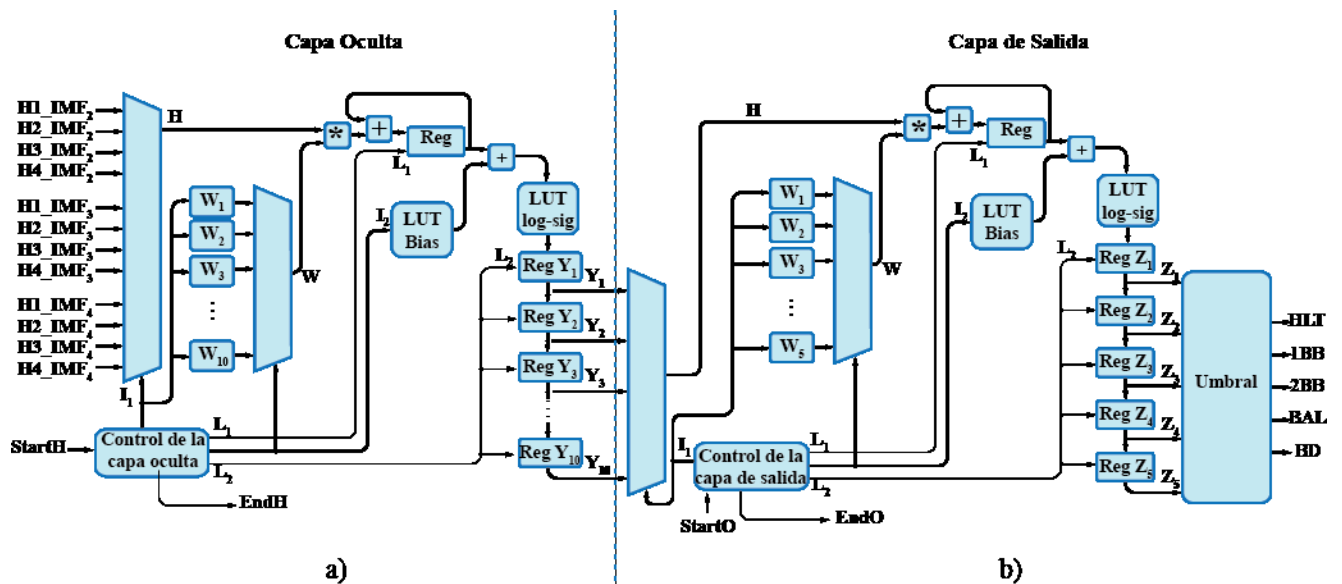 Capa Oculta
H1_IMF2
H2_IMF2
H3_IMF2
H4_IMF2
H1_IMF3
H2_IMF3
H3_IMF3
H4_IMF3
H1_IMF4
H2_IMF4
H3_IMF4
H4_IMF4
H
*
+
Reg
+
L1
W1
W2
W3
...
W10
W
I2
LUT
Bias
LUT
log-sig
L2
Reg Y1
Y1
Reg Y2
Y2
Reg Y3
Y3
Reg Y10
Y10
I1
StartH
Control de la
capa oculta
L1
L2
EndH
a)
Capa de Salida
H
*
+
Reg
+
L1
W1
W2
W3
...
W5
W
I2
LUT
Bias
LUT
log-sig
L2
Reg Z1
Z1
Reg Z2
Z2
Reg Z3
Z3
Reg Z4
Z4
Reg Z5
Z5
Umbral
HLT
1BB
2BB
BAL
BD
I1
Control de la
capa de salida
L1
L2
StartO
EndO
b)